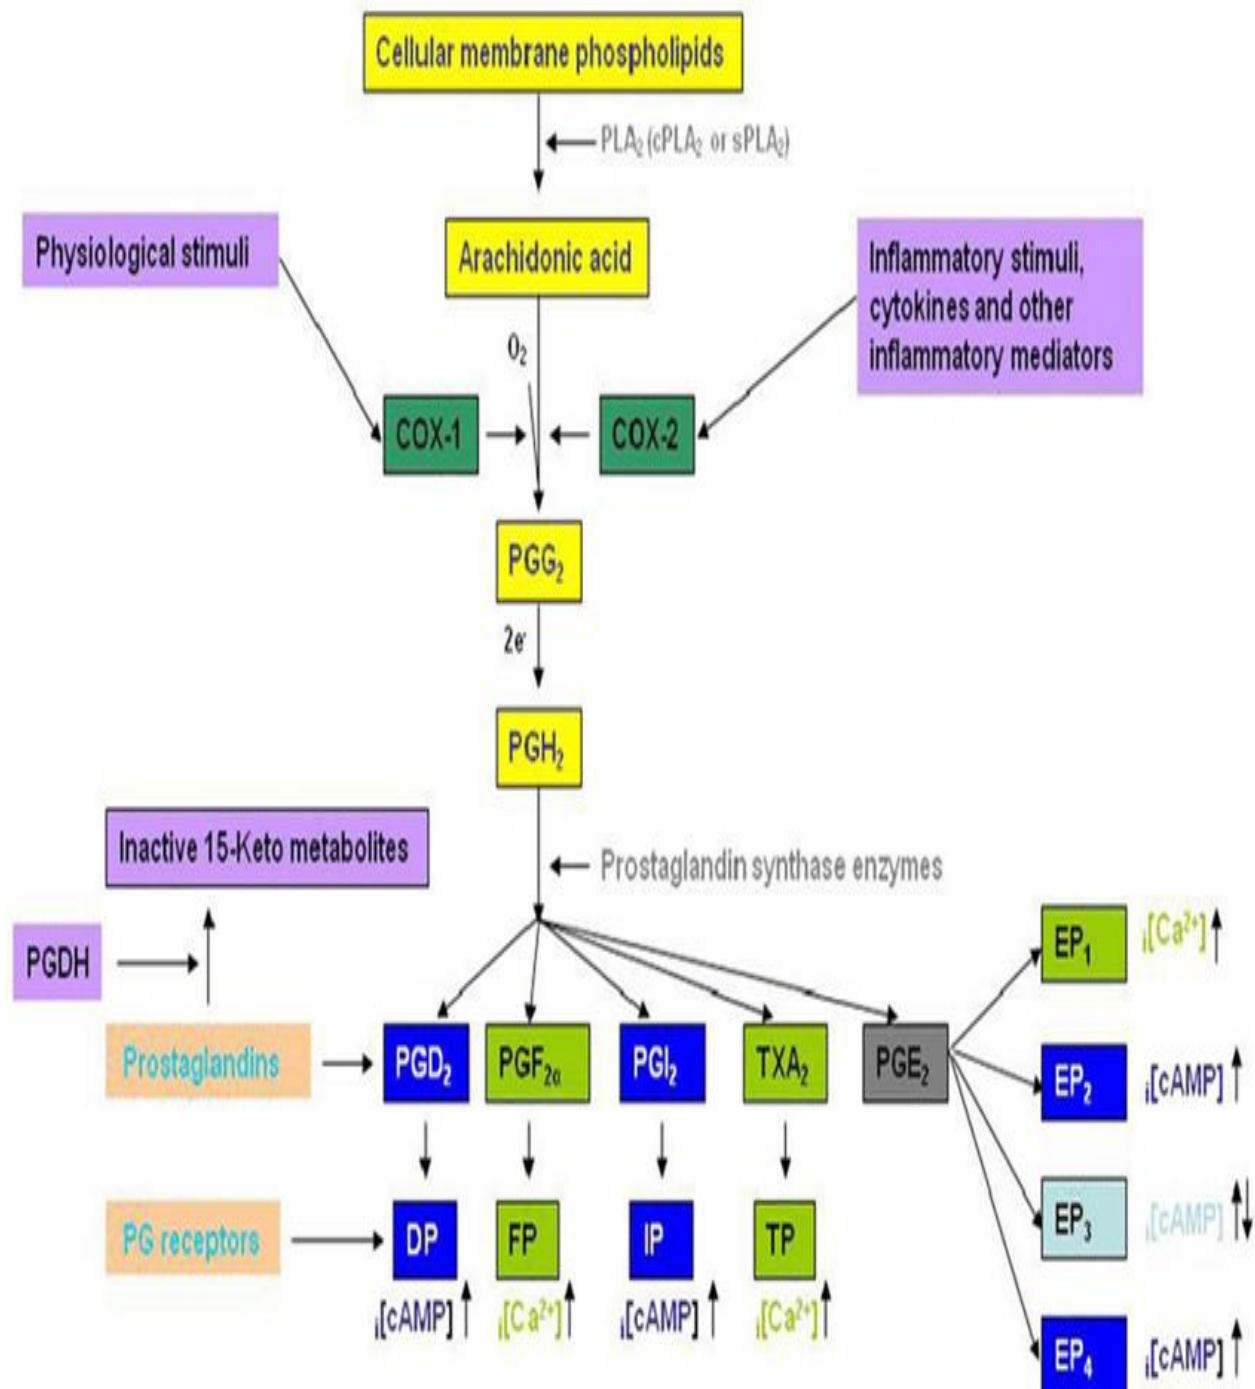 Cellular membrane phospholipids
PLA₂ (cPLA₂ or sPLA₂)
Physiological stimuli
Arachidonic acid
Inflammatory stimuli,
cytokines and other
inflammatory mediators
O₂
COX-1
COX-2
PGG₂
2e⁻
PGH₂
Inactive 15-Keto metabolites
Prostaglandin synthase enzymes
PGDH
EP₁ ᵢ[Ca²⁺]
Prostaglandins
PGD₂
PGF₂α
PGI₂
TXA₂
PGE₂
EP₂ ᵢ[cAMP]
PG receptors
DP
FP
IP
TP
EP₃ ᵢ[cAMP]
ᵢ[cAMP]
ᵢ[Ca²⁺]
ᵢ[cAMP]
ᵢ[Ca²⁺]
EP₄ ᵢ[cAMP]